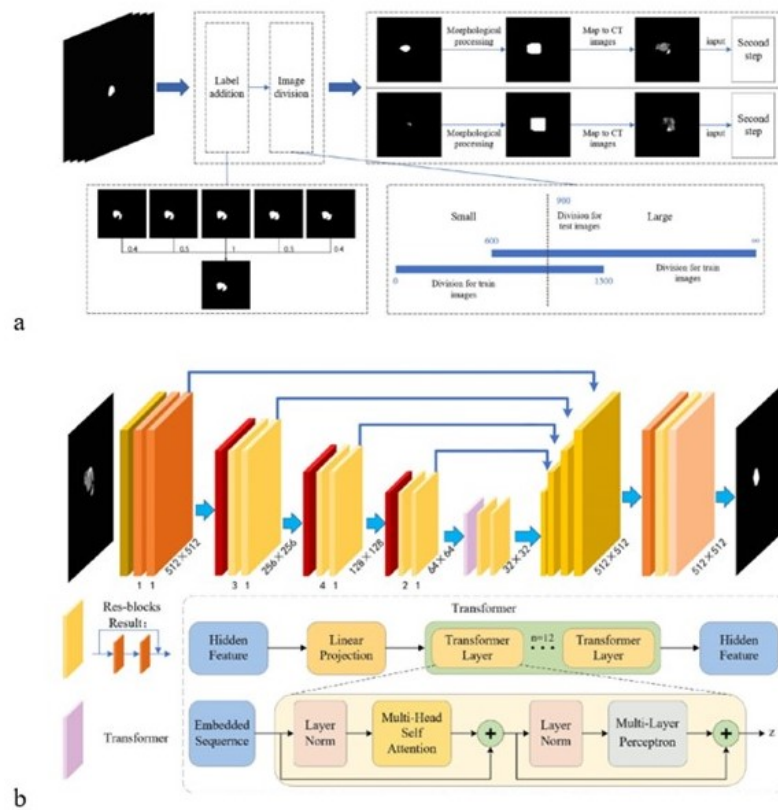 Label
addition
Image
division
Morphological
processing
Map to CT
images
input
Second
step
Morphological
processing
Map to CT
images
input
Second
step
0.4
0.5
1
0.5
0.4
Small
900
Division for
test images
Large
600
∞
Division for train
images
0
Division for train
images
1500
a
1 1
512×512
3 1
256×256
4 1
128×128
2 1
64×64
32×32
512×512
512×512
Res-blocks
Result:
Transformer
Transformer
Hidden
Feature
Linear
Projection
Transformer
Layer
n=12
Transformer
Layer
Hidden
Feature
Embedded
Sequernce
Layer
Norm
Multi-Head
Self
Attention
+
Layer
Norm
Multi-Layer
Perceptron
+
z
b